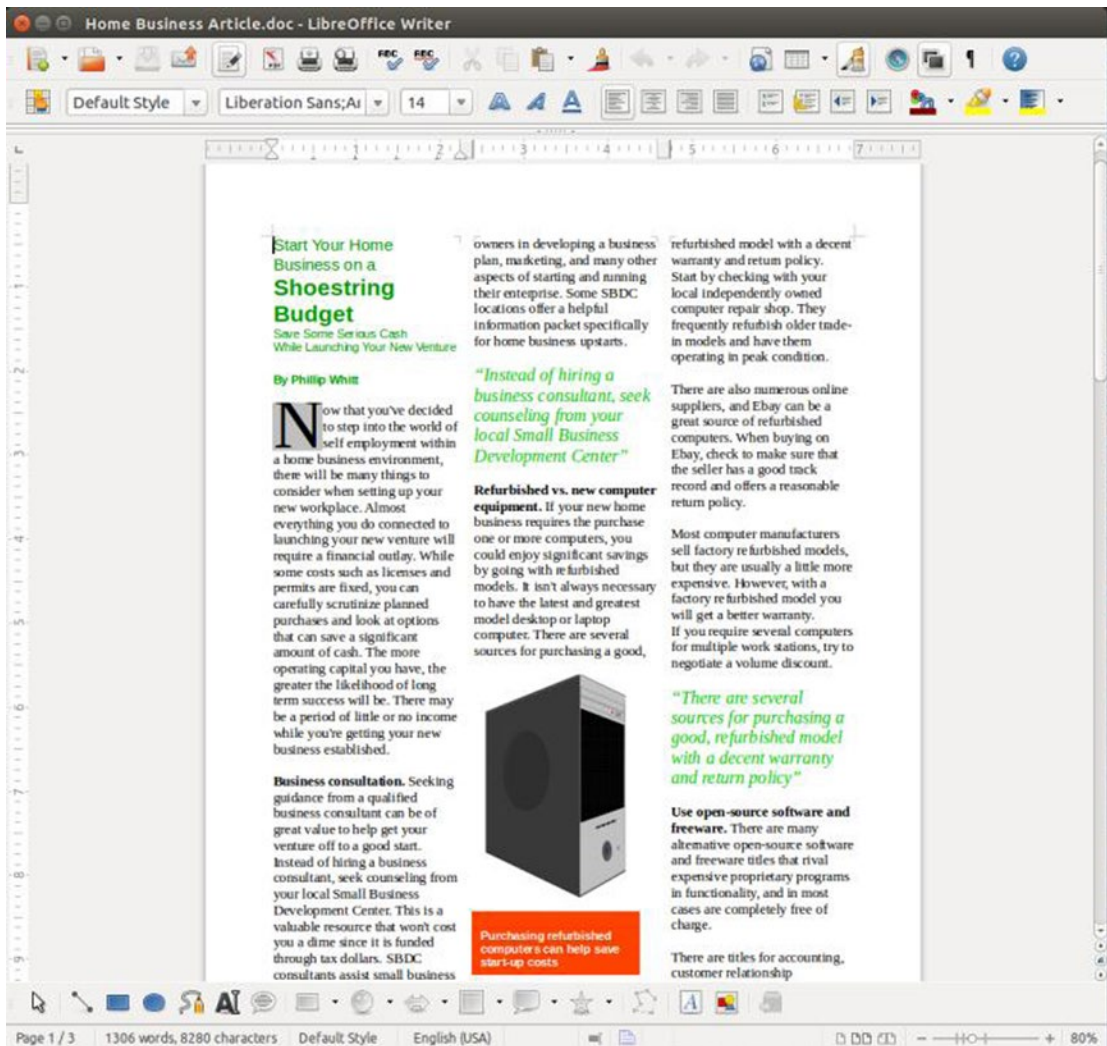 Home Business Article.doc - LibreOffice Writer
Default Style
Liberation Sans;Ar
14
2
3
4
5
6
7
Start Your Home
Business on a
Shoestring
Budget
Save Some Serious Cash
While Launching Your New Venture
By Phillip Whitt
Now that you've decided
to step into the world of
self employment within
a home business environment,
there will be many things to
consider when setting up your
new workplace. Almost
everything you do connected to
launching your new venture will
require a financial outlay. While
some costs such as licenses and
permits are fixed, you can
carefully scrutinize planned
purchases and look at options
that can save a significant
amount of cash. The more
operating capital you have, the
greater the likelihood of long
term success will be. There may
be a period of little or no income
while you're getting your new
business established.
Business consultation. Seeking
guidance from a qualified
business consultant can be of
great value to help get your
venture off to a good start.
Instead of hiring a business
consultant, seek counseling from
your local Small Business
Development Center. This is a
valuable resource that won't cost
you a dime since it is funded
through tax dollars. SBDC
consultants assist small business
owners in developing a business
plan, marketing, and many other
aspects of starting and running
their enterprise. Some SBDC
locations offer a helpful
information packet specifically
for home business upstarts.
“Instead of hiring a
business consultant, seek
counseling from your
local Small Business
Development Center”
Refurbished vs. new computer
equipment. If your new home
business requires the purchase
one or more computers, you
could enjoy significant savings
by going with refurbished
models. It isn't always necessary
to have the latest and greatest
model desktop or laptop
computer. There are several
sources for purchasing a good,
Purchasing refurbished
computers can help save
start-up costs
refurbished model with a decent
warranty and return policy.
Start by checking with your
local independently owned
computer repair shop. They
frequently refurbish older trade-
in models and have them
operating in peak condition.
There are also numerous online
suppliers, and Ebay can be a
great source of refurbished
computers. When buying on
Ebay, check to make sure that
the seller has a good track
record and offers a reasonable
return policy.
Most computer manufacturers
sell factory refurbished models,
but they are usually a little more
expensive. However, with a
factory refurbished model you
will get a better warranty.
If you require several computers
for multiple work stations, try to
negotiate a volume discount.
“There are several
sources for purchasing a
good, refurbished model
with a decent warranty
and return policy”
Use open-source software and
freeware. There are many
alternative open-source software
and freeware titles that rival
expensive proprietary programs
in functionality, and in most
cases are completely free of
charge.
There are titles for accounting,
customer relationship
Page 1 / 3
1306 words, 8280 characters
Default Style
English (USA)
80%